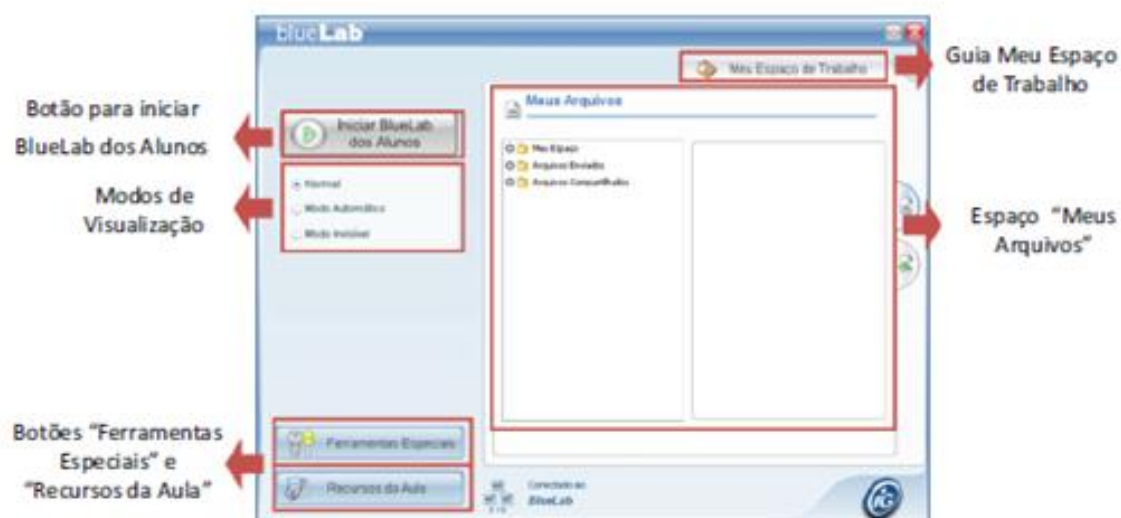 blueLab
Meu Espaço de Trabalho
Guia Meu Espaço
de Trabalho
Botão para iniciar
BlueLab dos Alunos
Iniciar BlueLab
dos Alunos
Meus Arquivos
Meu Espaço
Arquivos Enviados
Arquivos Compartilhados
Modos de
Visualização
Normal
Modo Automático
Modo Invisível
Espaço "Meus
Arquivos"
Botões "Ferramentas
Especiais" e
"Recursos da Aula"
Ferramentas Especiais
Recursos da Aula
Conectado ao
BlueLab